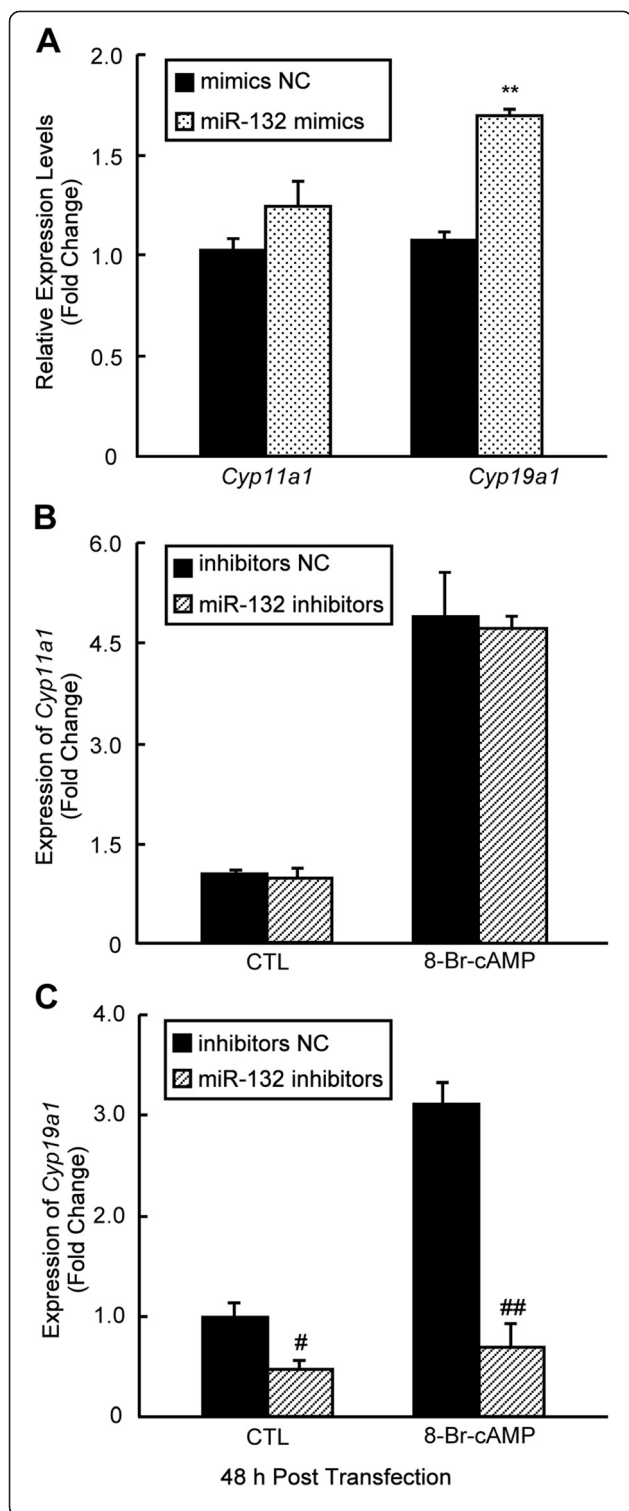 A
2.0
1.5
1.0
0.5
0
Relative Expression Levels
(Fold Change)
mimics NC
miR-132 mimics
**
Cyp11a1
Cyp19a1
B
6.0
4.5
3.0
1.5
0
Expression of Cyp11a1
(Fold Change)
inhibitors NC
miR-132 inhibitors
CTL
8-Br-cAMP
C
4.0
3.0
2.0
1.0
0
Expression of Cyp19a1
(Fold Change)
inhibitors NC
miR-132 inhibitors
#
##
CTL
8-Br-cAMP
48 h Post Transfection